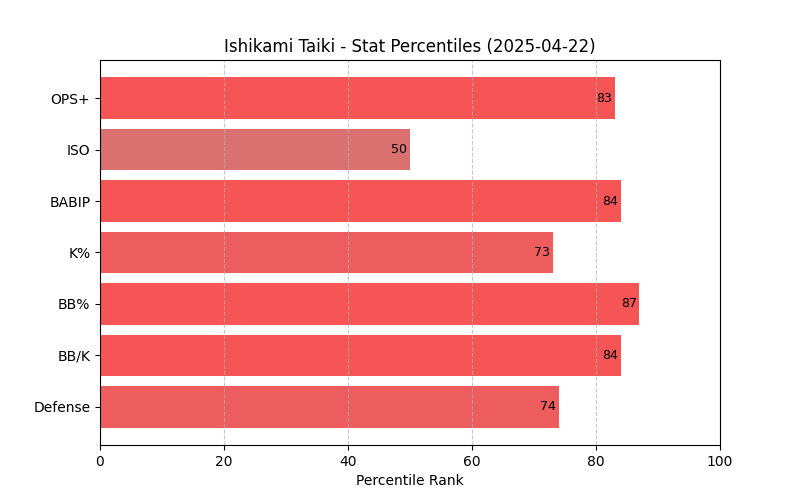 Ishikami Taiki - Stat Percentiles (2025-04-22)
OPS+ 83
ISO 50
BABIP 84
K% 73
BB% 87
BB/K 84
Defense 74
0 20 40 60 80 100
Percentile Rank